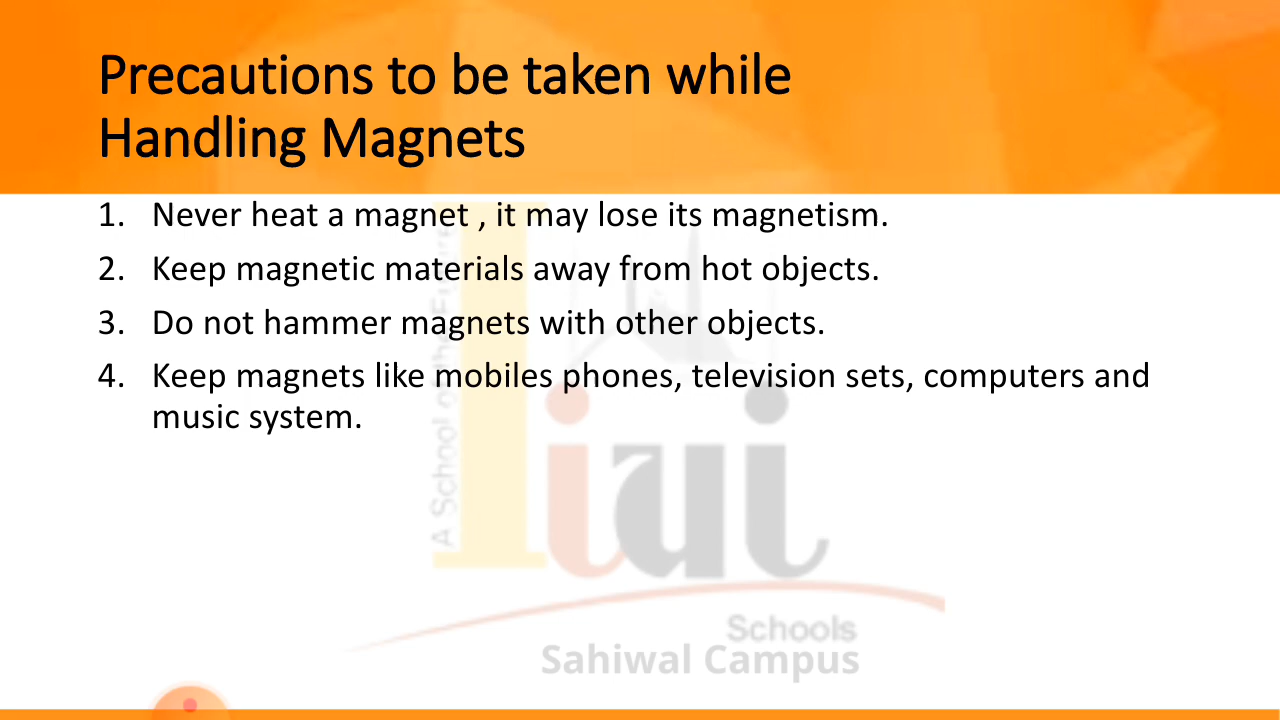 Precautions to be taken while
Handling Magnets
1. Never heat a magnet , it may lose its magnetism.
2. Keep magnetic materials away from hot objects.
3. Do not hammer magnets with other objects.
4. Keep magnets like mobiles phones, television sets, computers and
music system.
A School of the Future
Iiui
Schools
Sahiwal Campus